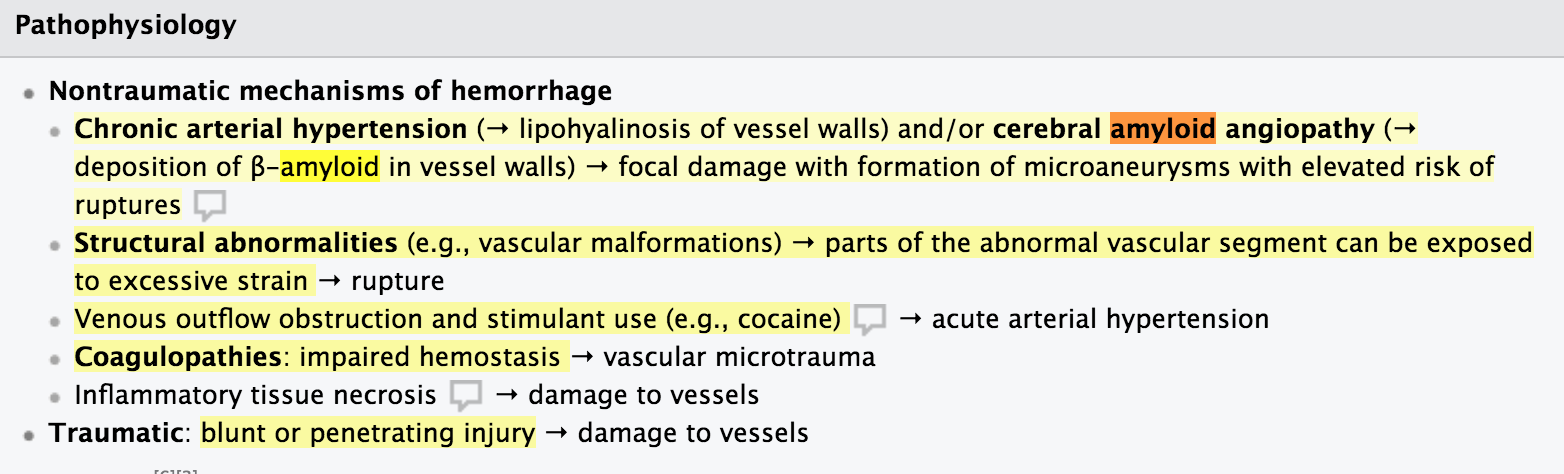 Pathophysiology
Nontraumatic mechanisms of hemorrhage
Chronic arterial hypertension (→ lipohyalinosis of vessel walls) and/or cerebral amyloid angiopathy (→
deposition of β-amyloid in vessel walls) → focal damage with formation of microaneurysms with elevated risk of
ruptures
Structural abnormalities (e.g., vascular malformations) → parts of the abnormal vascular segment can be exposed
to excessive strain → rupture
Venous outflow obstruction and stimulant use (e.g., cocaine) → acute arterial hypertension
Coagulopathies: impaired hemostasis → vascular microtrauma
Inflammatory tissue necrosis → damage to vessels
Traumatic: blunt or penetrating injury → damage to vessels